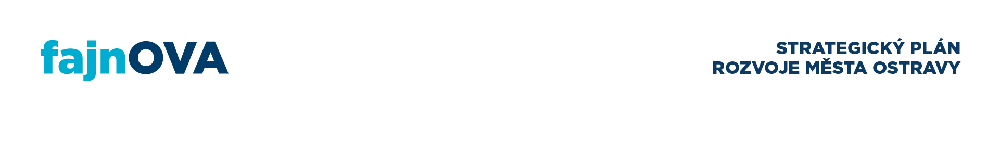 fajnOVA
STRATEGICKÝ PLÁN
ROZVOJE MĚSTA OSTRAVY